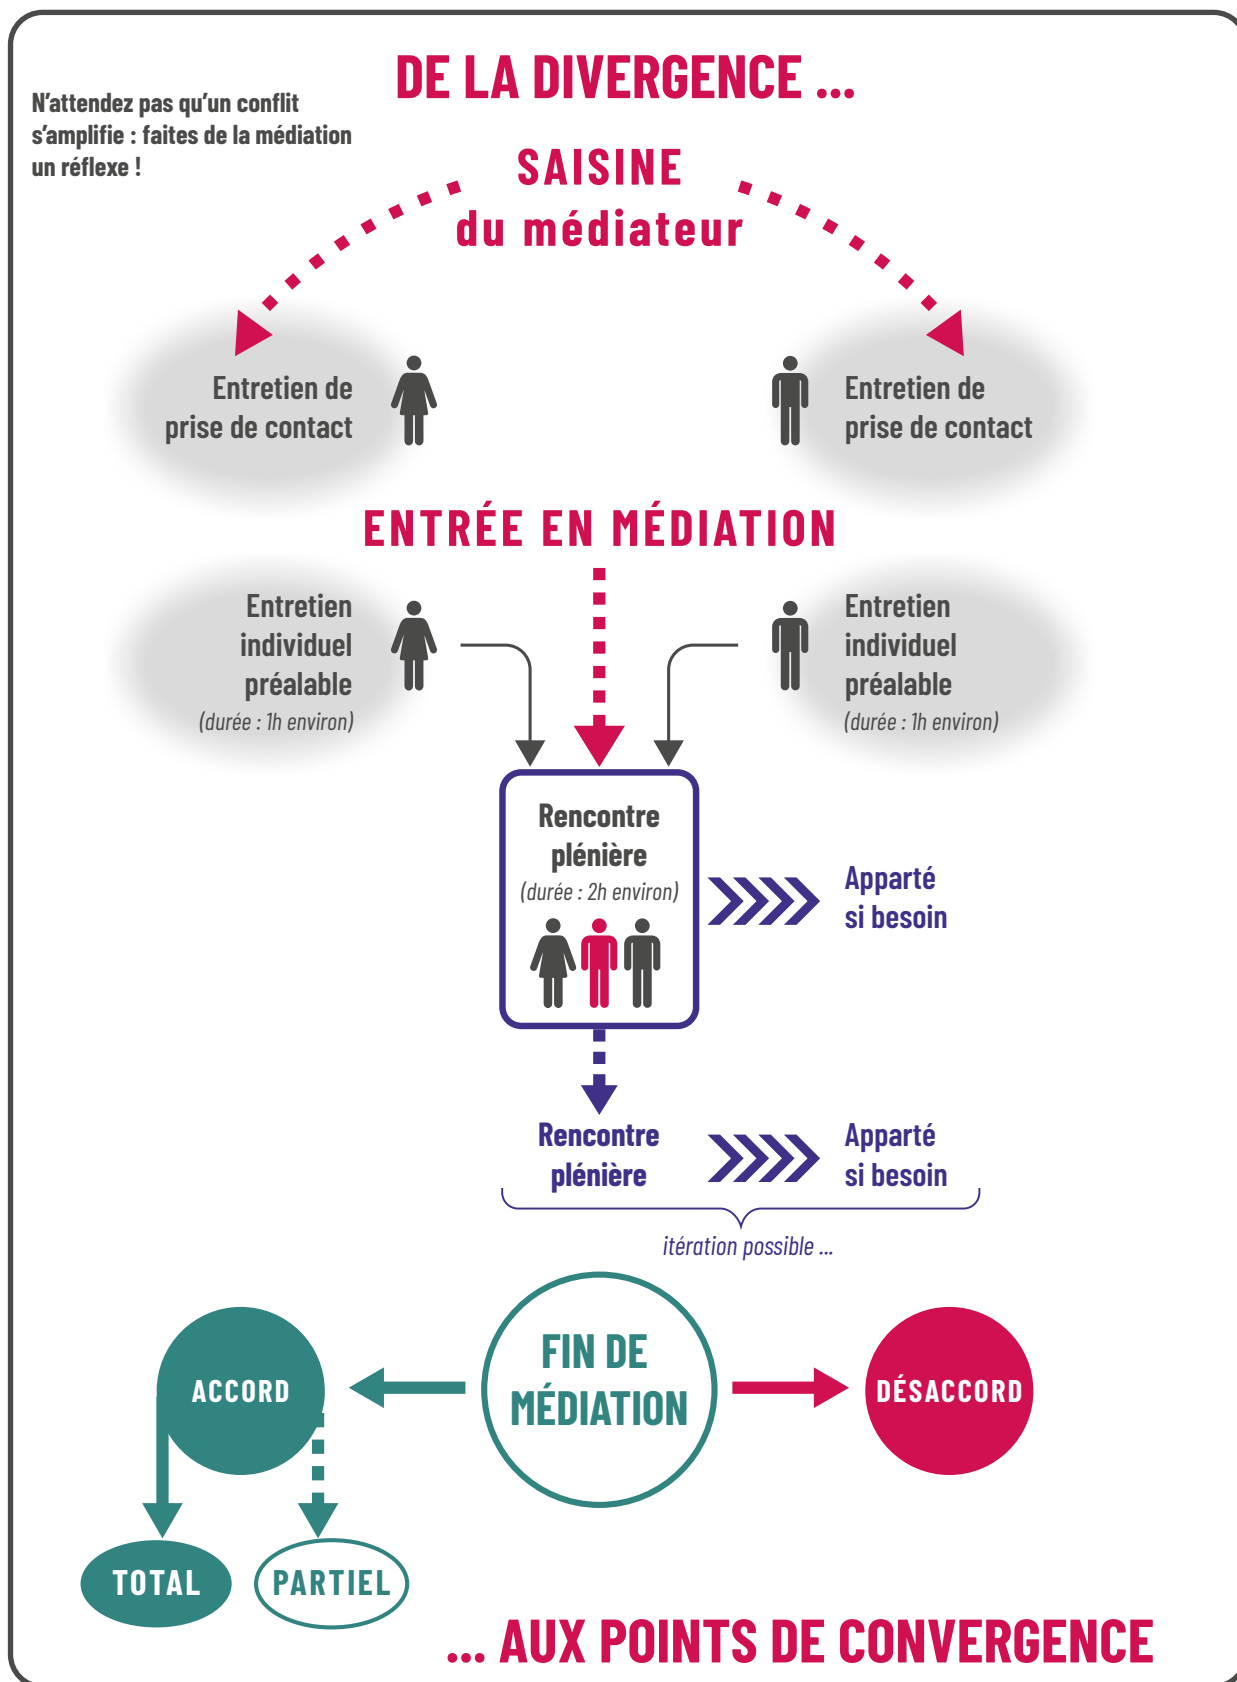 DE LA DIVERGENCE ...
N'attendez pas qu'un conflit
s'amplifie : faites de la médiation
un réflexe !
SAISINE
du médiateur
Entretien de
prise de contact
Entretien de
prise de contact
ENTRÉE EN MÉDIATION
Entretien
individuel
préalable
(durée : 1h environ)
Entretien
individuel
préalable
(durée : 1h environ)
Rencontre
plénière
(durée : 2h environ)
Apparté
si besoin
Rencontre
plénière
Apparté
si besoin
itération possible ...
FIN DE
MÉDIATION
ACCORD
DÉSACCORD
TOTAL
PARTIEL
... AUX POINTS DE CONVERGENCE